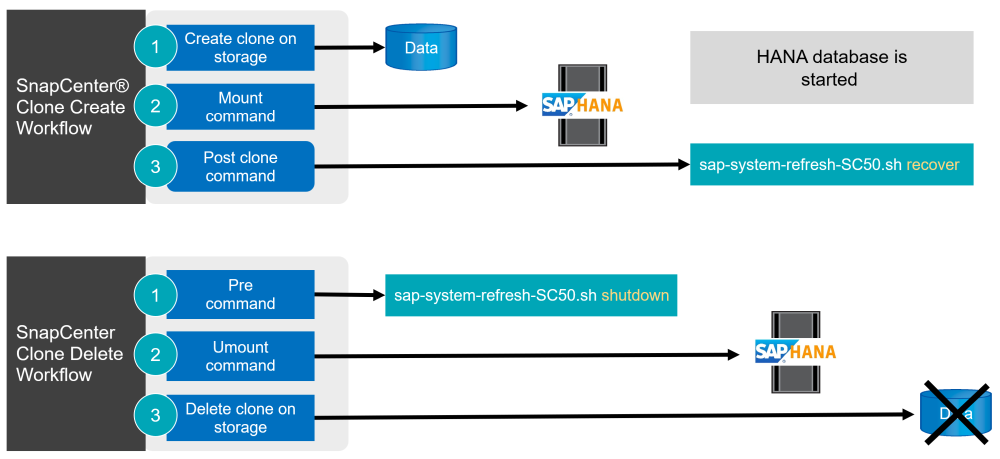 SnapCenter®
Clone Create
Workflow
1
Create clone on
storage
Data
2
Mount
command
SAP HANA
3
Post clone
command
HANA database is
started
sap-system-refresh-SC50.sh recover
SnapCenter
Clone Delete
Workflow
1
Pre
command
sap-system-refresh-SC50.sh shutdown
2
Umount
command
SAP HANA
3
Delete clone on
storage
Data